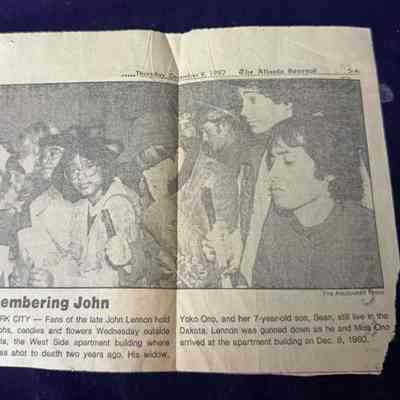 .....Thursday, December 9, 1982 The Atlanta Journal 5-A
The Associated Press
embering John
RK CITY — Fans of the late John Lennon hold
phs, candles and flowers Wednesday outside
ta, the West Side apartment building where
as shot to death two years ago. His widow,
Yoko Ono, and her 7-year-old son, Sean, still live in the
Dakota. Lennon was gunned down as he and Miss Ono
arrived at the apartment building on Dec. 8, 1980.